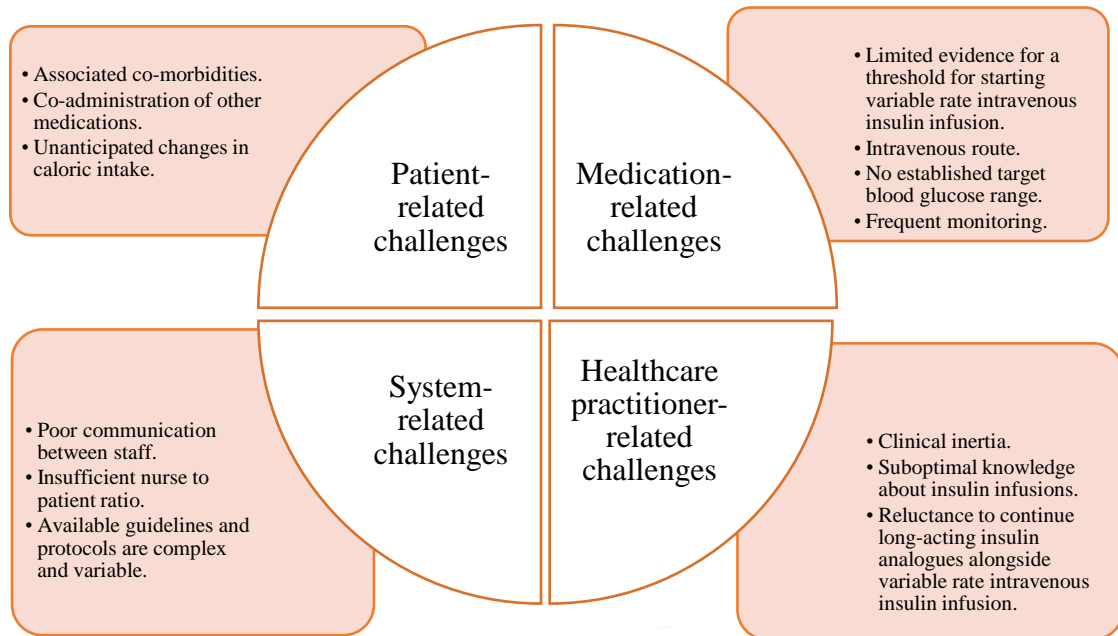 • Associated co-morbidities.
• Co-administration of other
medications.
• Unanticipated changes in
caloric intake.
Patient-
related
challenges
Medication-
related
challenges
• Limited evidence for a
threshold for starting
variable rate intravenous
insulin infusion.
• Intravenous route.
• No established target
blood glucose range.
• Frequent monitoring.
• Poor communication
between staff.
• Insufficient nurse to
patient ratio.
• Available guidelines and
protocols are complex
and variable.
System-
related
challenges
Healthcare
practitioner-
related
challenges
• Clinical inertia.
• Suboptimal knowledge
about insulin infusions.
• Reluctance to continue
long-acting insulin
analogues alongside
variable rate intravenous
insulin infusion.